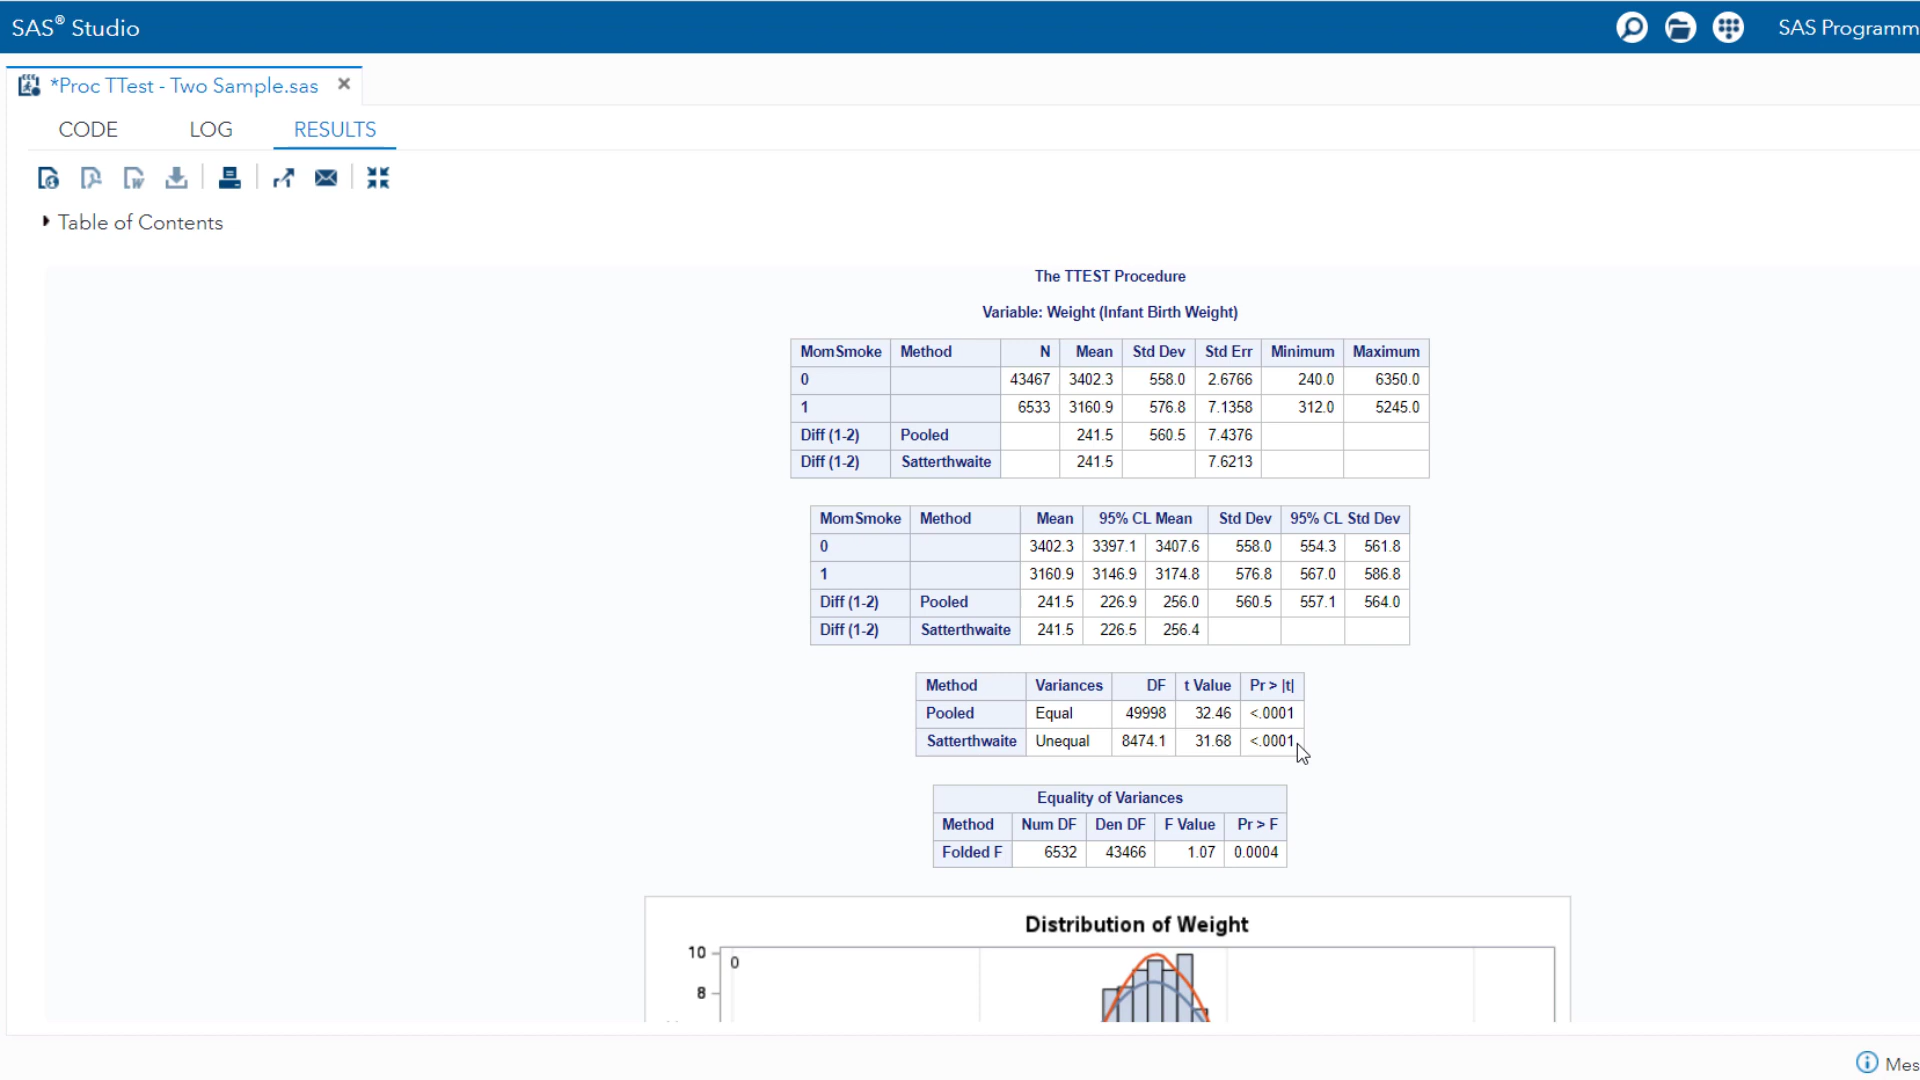 SAS® Studio
SAS Programm
*Proc TTest - Two Sample.sas
CODE LOG RESULTS
Table of Contents
The TTEST Procedure
Variable: Weight (Infant Birth Weight)
MomSmoke Method N Mean Std Dev Std Err Minimum Maximum
0 43467 3402.3 558.0 2.6766 240.0 6350.0
1 6533 3160.9 576.8 7.1358 312.0 5245.0
Diff (1-2) Pooled 241.5 560.5 7.4376
Diff (1-2) Satterthwaite 241.5 7.6213
MomSmoke Method Mean 95% CL Mean Std Dev 95% CL Std Dev
0 3402.3 3397.1 3407.6 558.0 554.3 561.8
1 3160.9 3146.9 3174.8 576.8 567.0 586.8
Diff (1-2) Pooled 241.5 226.9 256.0 560.5 557.1 564.0
Diff (1-2) Satterthwaite 241.5 226.5 256.4
Method Variances DF t Value Pr > |t|
Pooled Equal 49998 32.46 <.0001
Satterthwaite Unequal 8474.1 31.68 <.0001
Equality of Variances
Method Num DF Den DF F Value Pr > F
Folded F 6532 43466 1.07 0.0004
Distribution of Weight
10
0
8
Mes